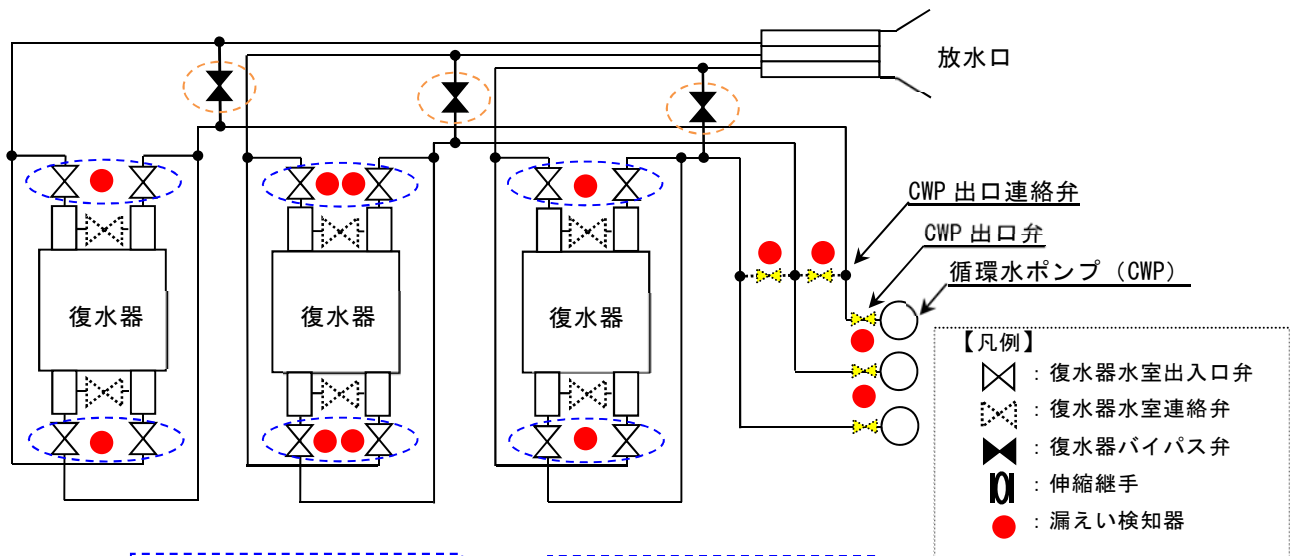 放水口
CWP 出口連絡弁
CWP 出口弁
循環水ポンプ（CWP）
復水器
復水器
復水器
【凡例】
：復水器水室出入口弁
：復水器水室連絡弁
：復水器バイパス弁
：伸縮継手
：漏えい検知器